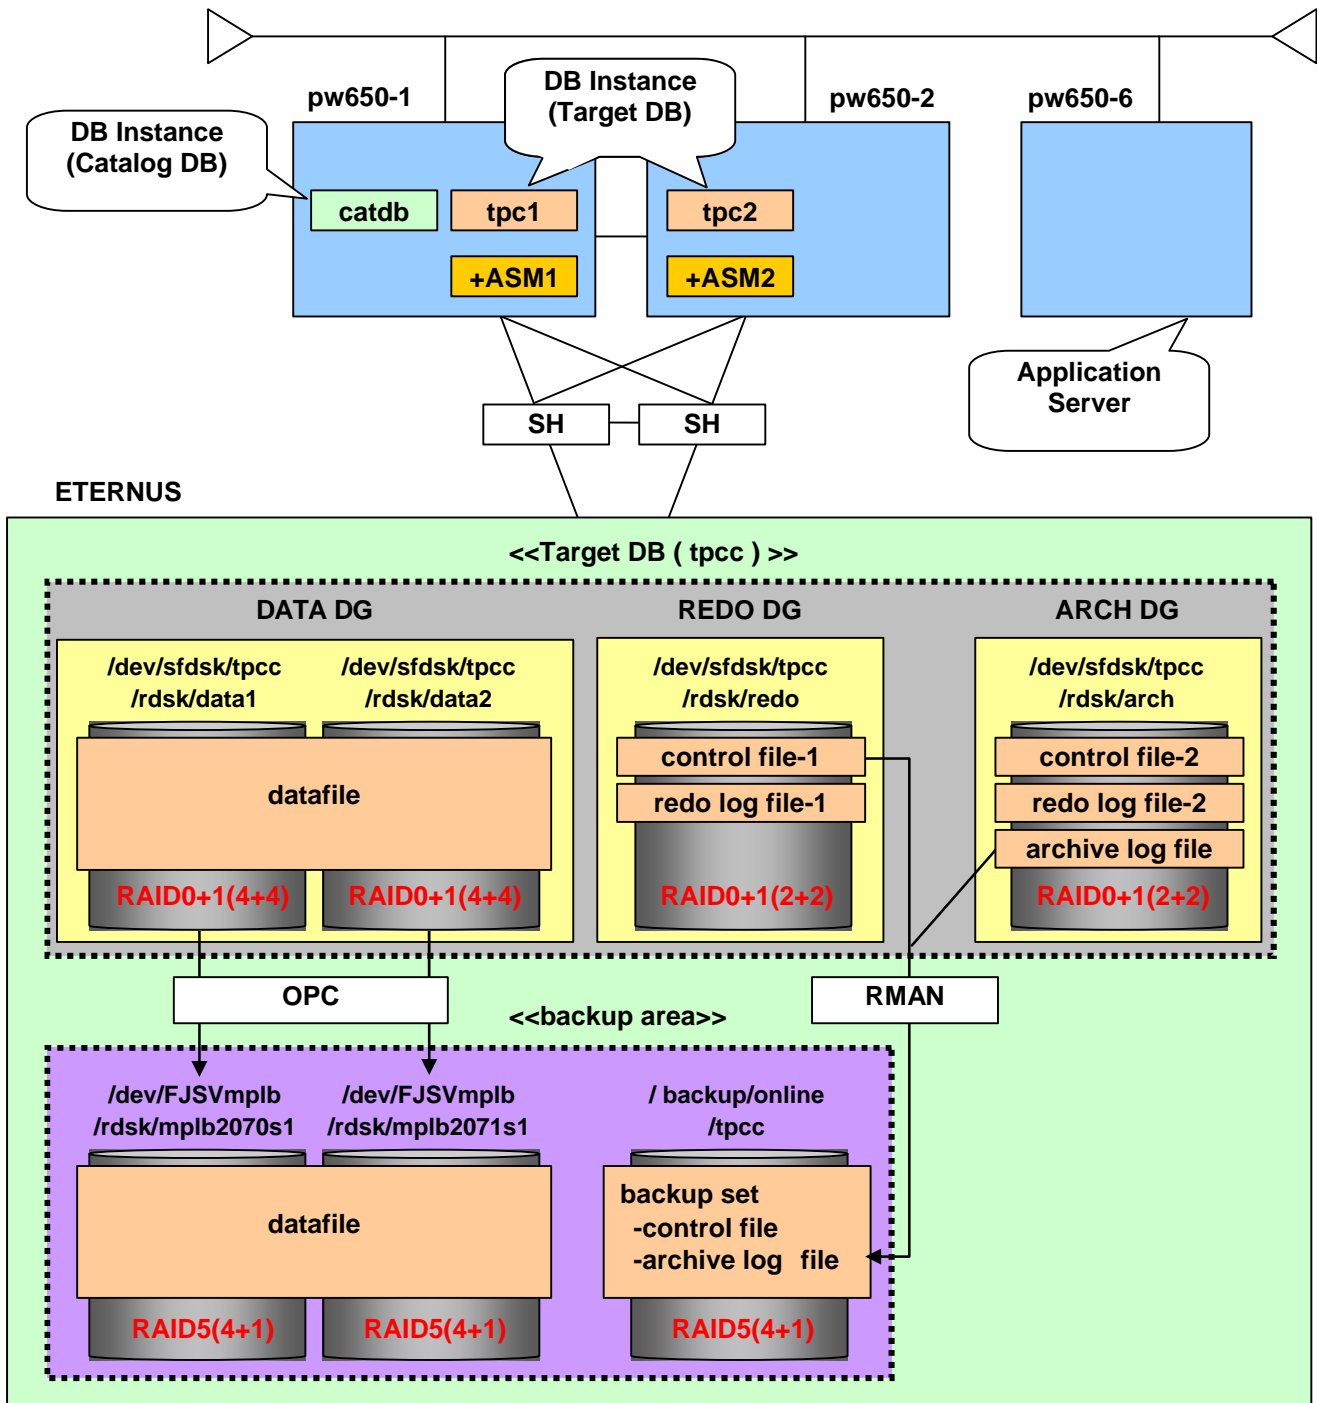 DB Instance
(Target DB)
pw650-1
pw650-2
pw650-6
DB Instance
(Catalog DB)
catdb
tpc1
tpc2
+ASM1
+ASM2
Application
Server
SH
SH
ETERNUS
<<Target DB ( tpcc ) >>
DATA DG
REDO DG
ARCH DG
/dev/sfdsk/tpcc
/rdsk/data1
/dev/sfdsk/tpcc
/rdsk/data2
/dev/sfdsk/tpcc
/rdsk/redo
/dev/sfdsk/tpcc
/rdsk/arch
datafile
control file-1
redo log file-1
control file-2
redo log file-2
archive log file
RAID0+1(4+4)
RAID0+1(4+4)
RAID0+1(2+2)
RAID0+1(2+2)
OPC
RMAN
<<backup area>>
/dev/FJSVmplb
/rdsk/mplb2070s1
/dev/FJSVmplb
/rdsk/mplb2071s1
/ backup/online
/tpcc
datafile
backup set
-control file
-archive log file
RAID5(4+1)
RAID5(4+1)
RAID5(4+1)